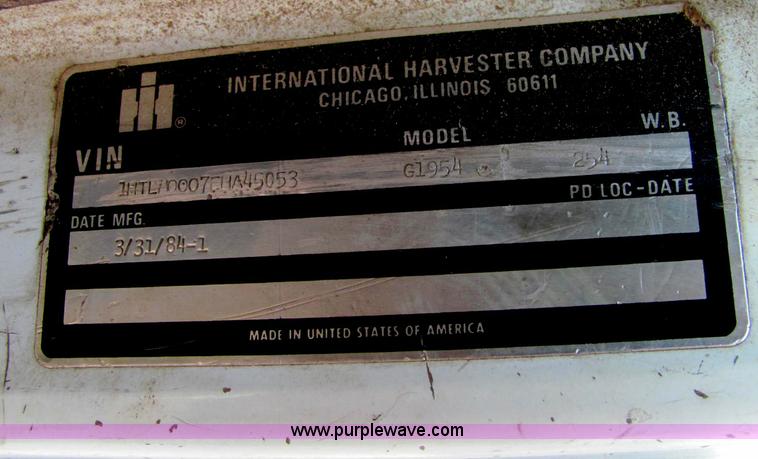 INTERNATIONAL HARVESTER COMPANY
CHICAGO, ILLINOIS 60611
IH ®
VIN MODEL W.B.
G1954 254
PD LOC-DATE
DATE MFG.
3/31/84-1
MADE IN UNITED STATES OF AMERICA
www.purplewave.com